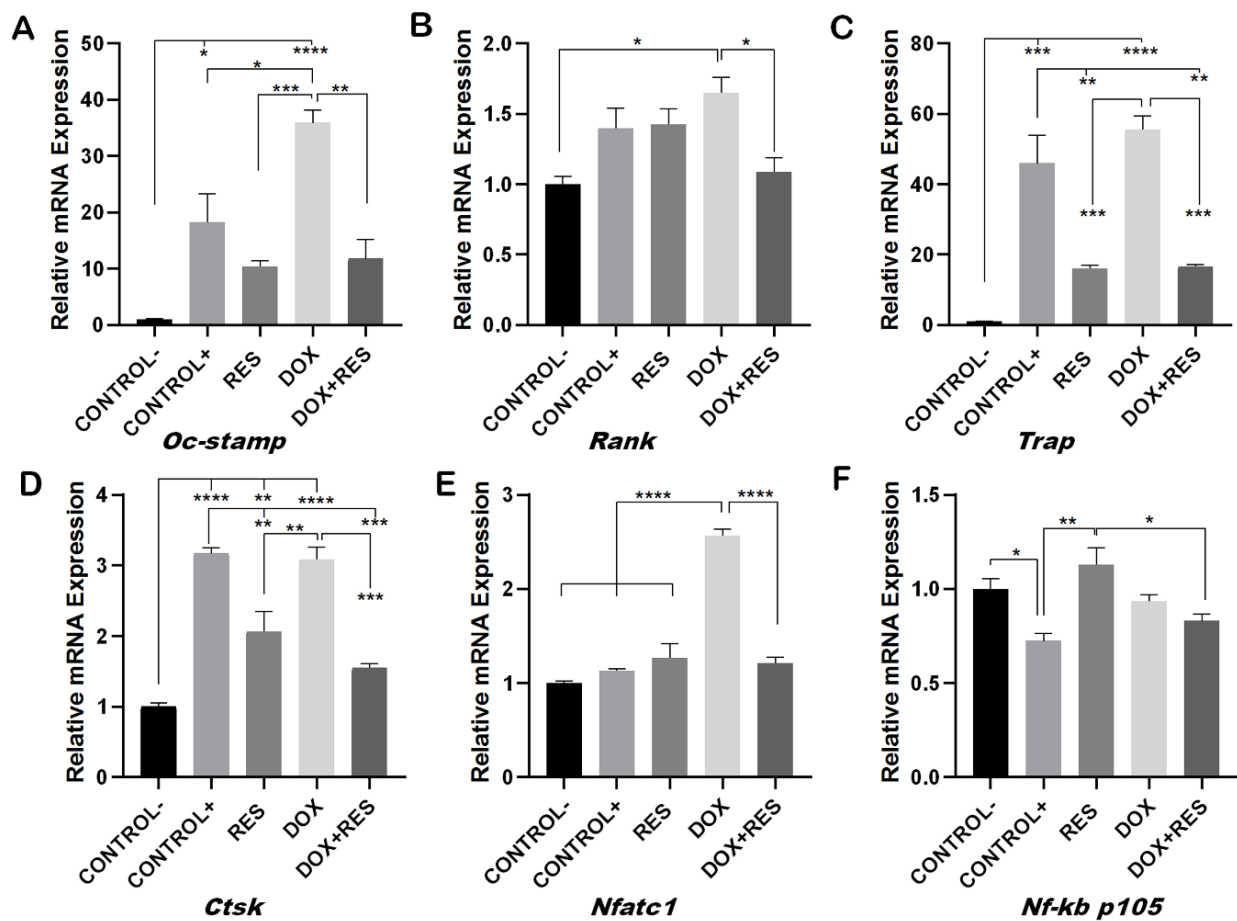 A
Relative mRNA Expression
50
40
30
20
10
0
* ****
*
*** **
CONTROL-
CONTROL+
RES
DOX
DOX+RES
Oc-stamp
B
Relative mRNA Expression
2.0
1.5
1.0
0.5
0.0
* *
CONTROL-
CONTROL+
RES
DOX
DOX+RES
Rank
C
Relative mRNA Expression
80
60
40
20
0
*** ****
** **
*** ***
CONTROL-
CONTROL+
RES
DOX
DOX+RES
Trap
D
Relative mRNA Expression
4
3
2
1
0
**** ** ****
** ** ***
***
CONTROL-
CONTROL+
RES
DOX
DOX+RES
Ctsk
E
Relative mRNA Expression
3
2
1
0
**** ****
CONTROL-
CONTROL+
RES
DOX
DOX+RES
Nfatc1
F
Relative mRNA Expression
1.5
1.0
0.5
0.0
* ** *
CONTROL-
CONTROL+
RES
DOX
DOX+RES
Nf-kb p105